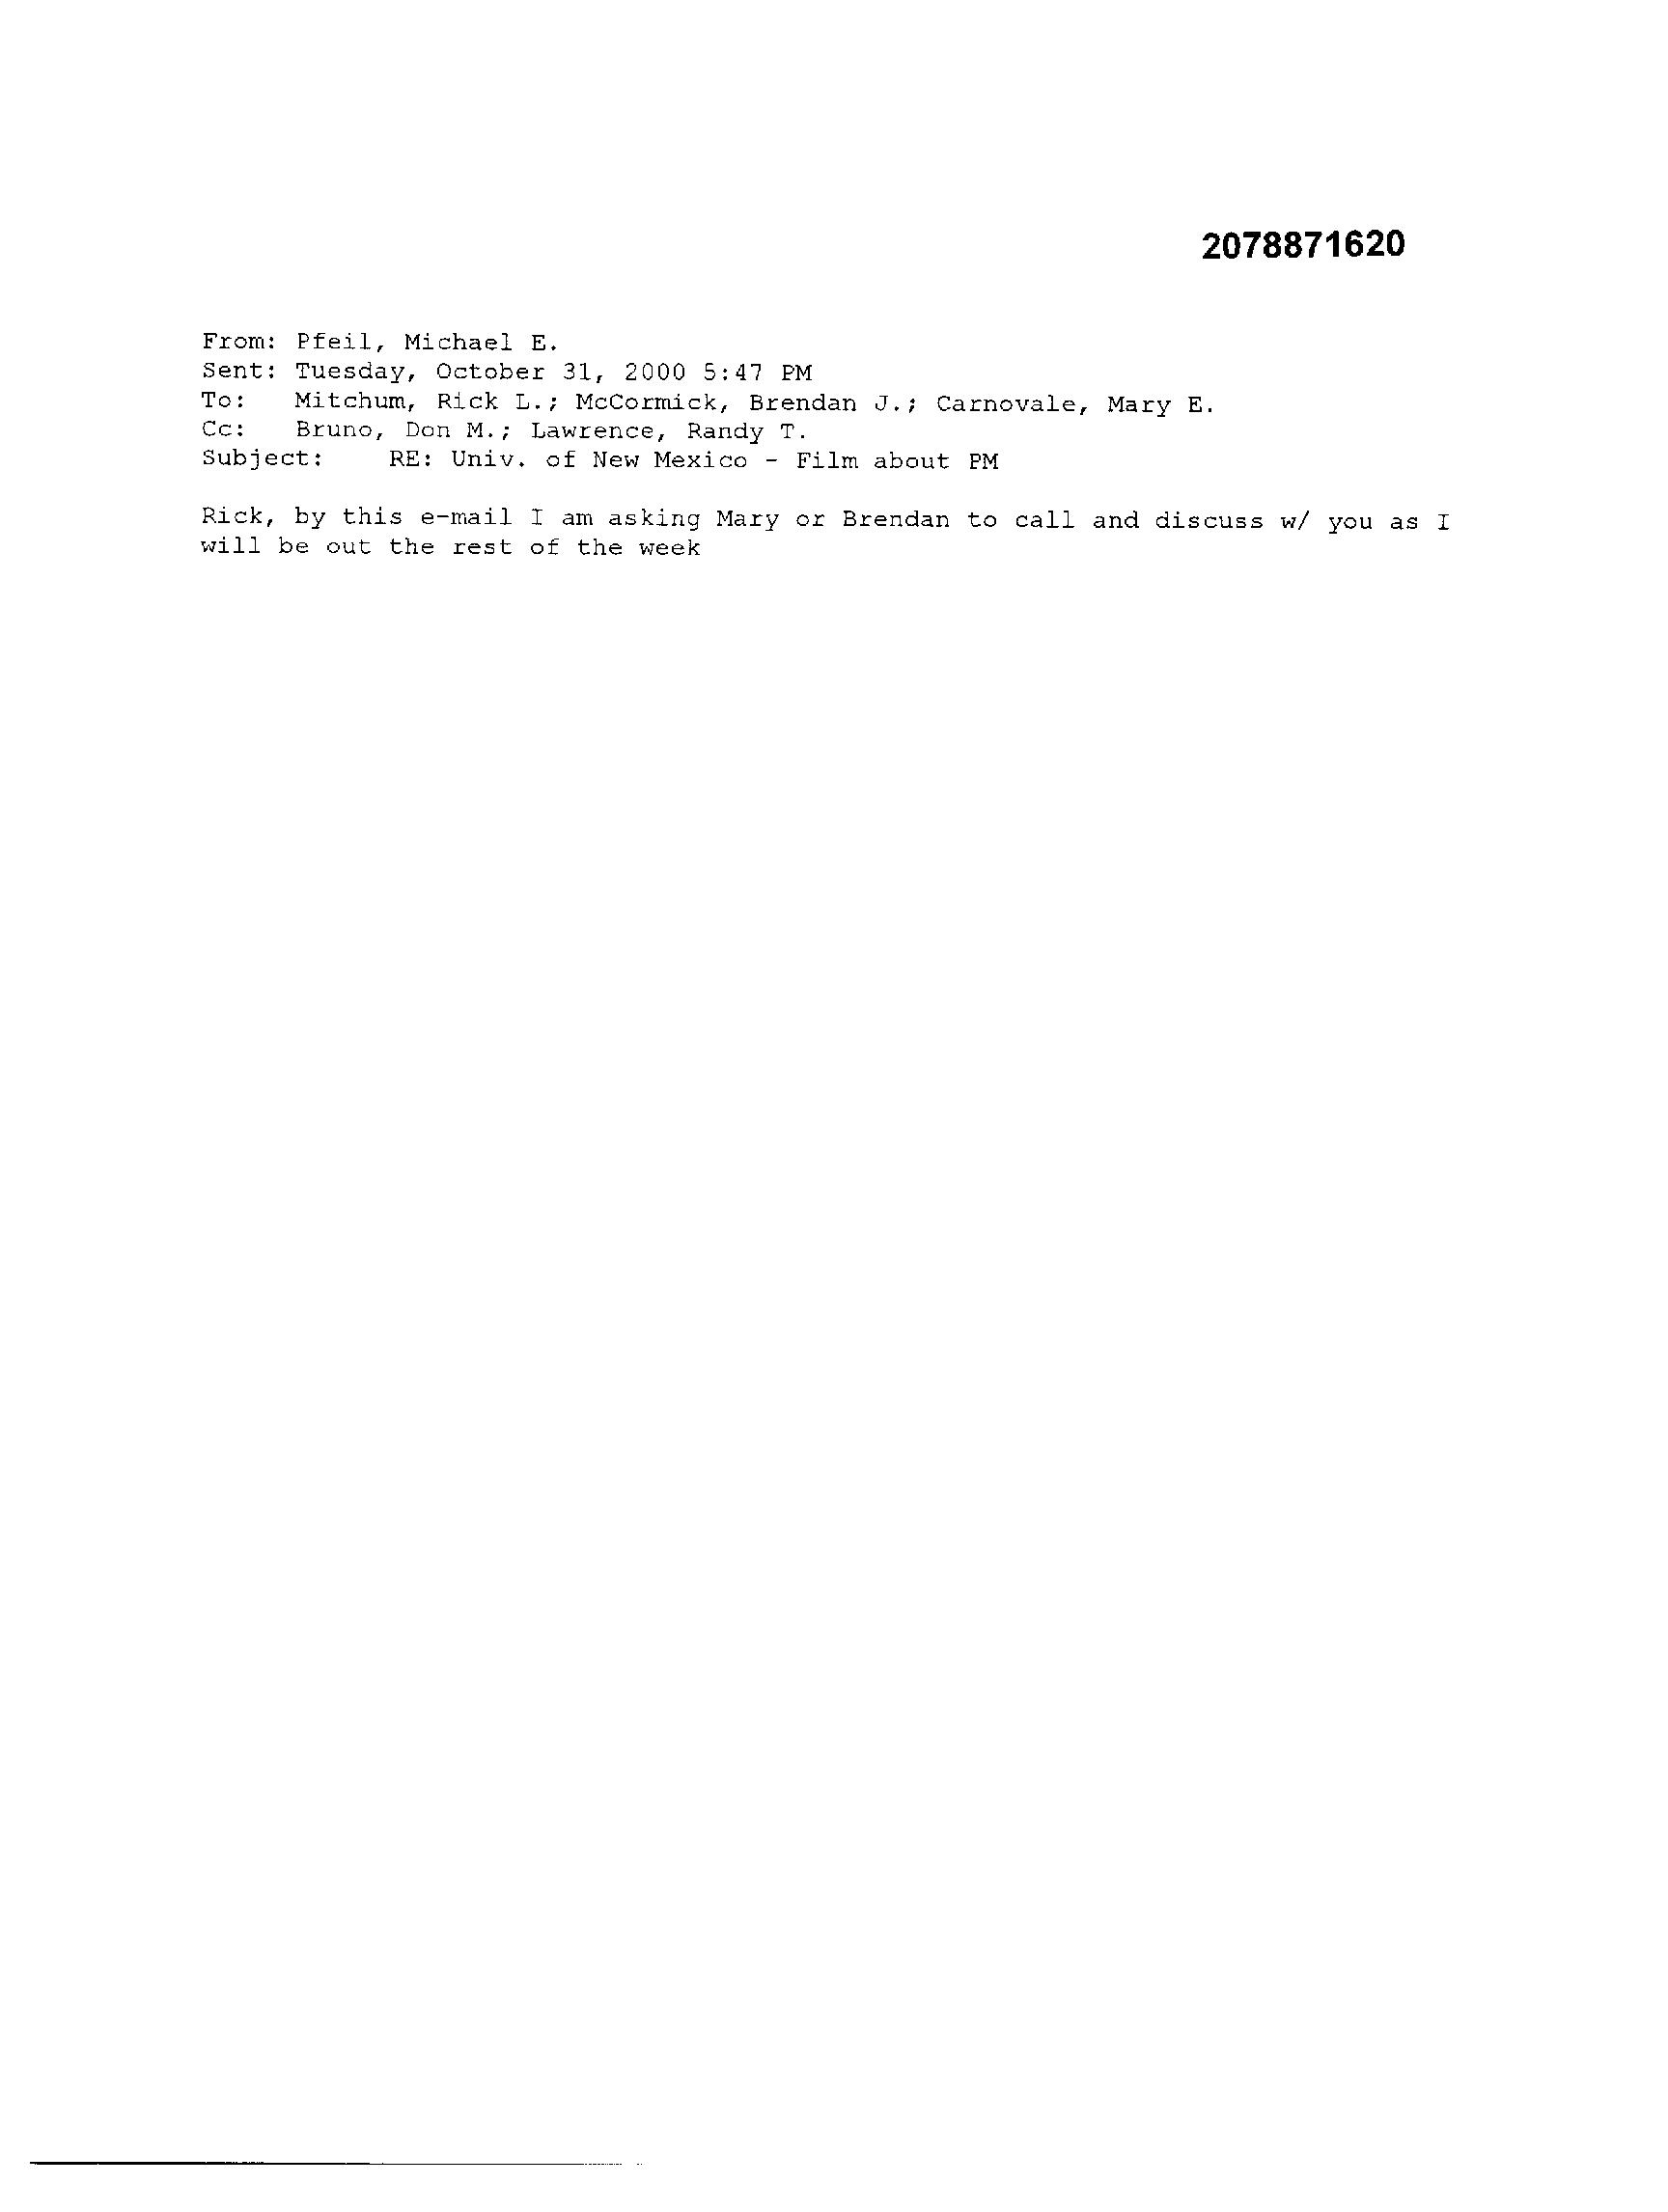 2078871620
From: Pfeil, Michael E.
Sent: Tuesday, October 31, 2000 5:47 PM
To: Mitchum, Rick L.; McCormick, Brendan J.; Carnovale, Mary E.
Cc: Bruno, Don M.; Lawrence, Randy T.
Subject: RE: Univ. of New Mexico - Film about PM
Rick, by this e-mail I am asking Mary or Brendan to call and discuss w/ you as I
will be out the rest of the week